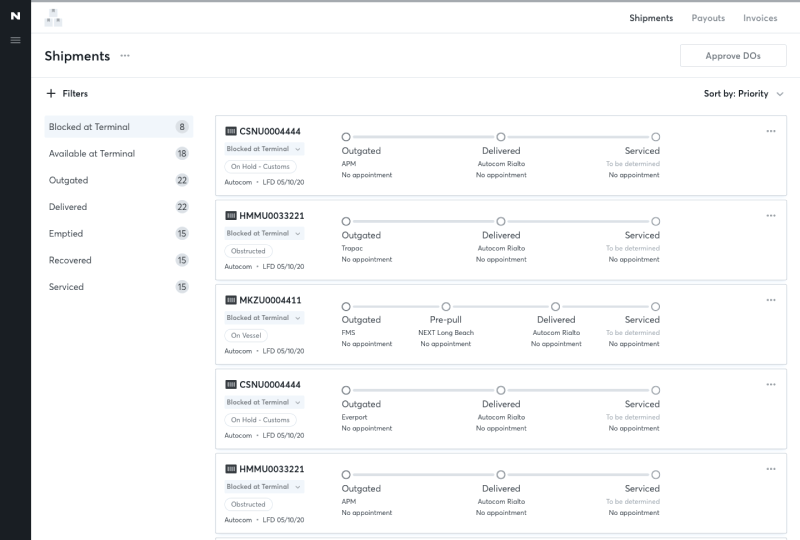 N
Shipments Payouts Invoices
Shipments ...
Approve DOs
+ Filters
Sort by: Priority
Blocked at Terminal 8
Available at Terminal 18
Outgated 22
Delivered 22
Emptied 15
Recovered 15
Serviced 15
CSNU0004444
Blocked at Terminal
On Hold - Customs
Autocom • LFD 05/10/20
Outgated Delivered Serviced
APM Autocom Rialto To be determined
No appointment No appointment No appointment
HMMU0033221
Blocked at Terminal
Obstructed
Autocom • LFD 05/10/20
Outgated Delivered Serviced
Trapac Autocom Rialto To be determined
No appointment No appointment No appointment
MKZU0004411
Blocked at Terminal
On Vessel
Autocom • LFD 05/10/20
Outgated Pre-pull Delivered Serviced
FMS NEXT Long Beach Autocom Rialto To be determined
No appointment No appointment No appointment No appointment
CSNU0004444
Blocked at Terminal
On Hold - Customs
Autocom • LFD 05/10/20
Outgated Delivered Serviced
Everport Autocom Rialto To be determined
No appointment No appointment No appointment
HMMU0033221
Blocked at Terminal
Obstructed
Autocom • LFD 05/10/20
Outgated Delivered Serviced
APM Autocom Rialto To be determined
No appointment No appointment No appointment